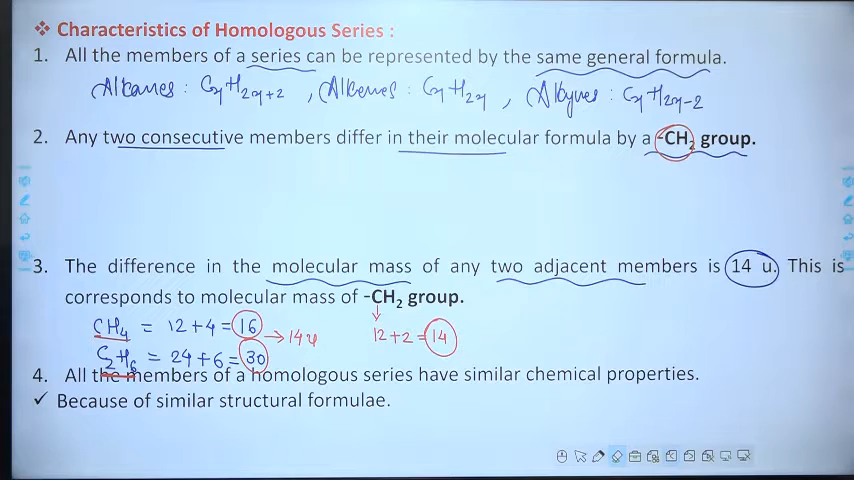 ❖ Characteristics of Homologous Series :
1. All the members of a series can be represented by the same general formula.
Alkanes : CnH2n+2 , Alkenes : CnH2n , Alkynes : CnH2n-2
2. Any two consecutive members differ in their molecular formula by a -CH2 group.
3. The difference in the molecular mass of any two adjacent members is 14 u. This is
corresponds to molecular mass of -CH2 group.
CH4 = 12+4 = 16 → 14 u 12+2 = 14
C2H6 = 24+6 = 30
4. All the members of a homologous series have similar chemical properties.
✓ Because of similar structural formulae.